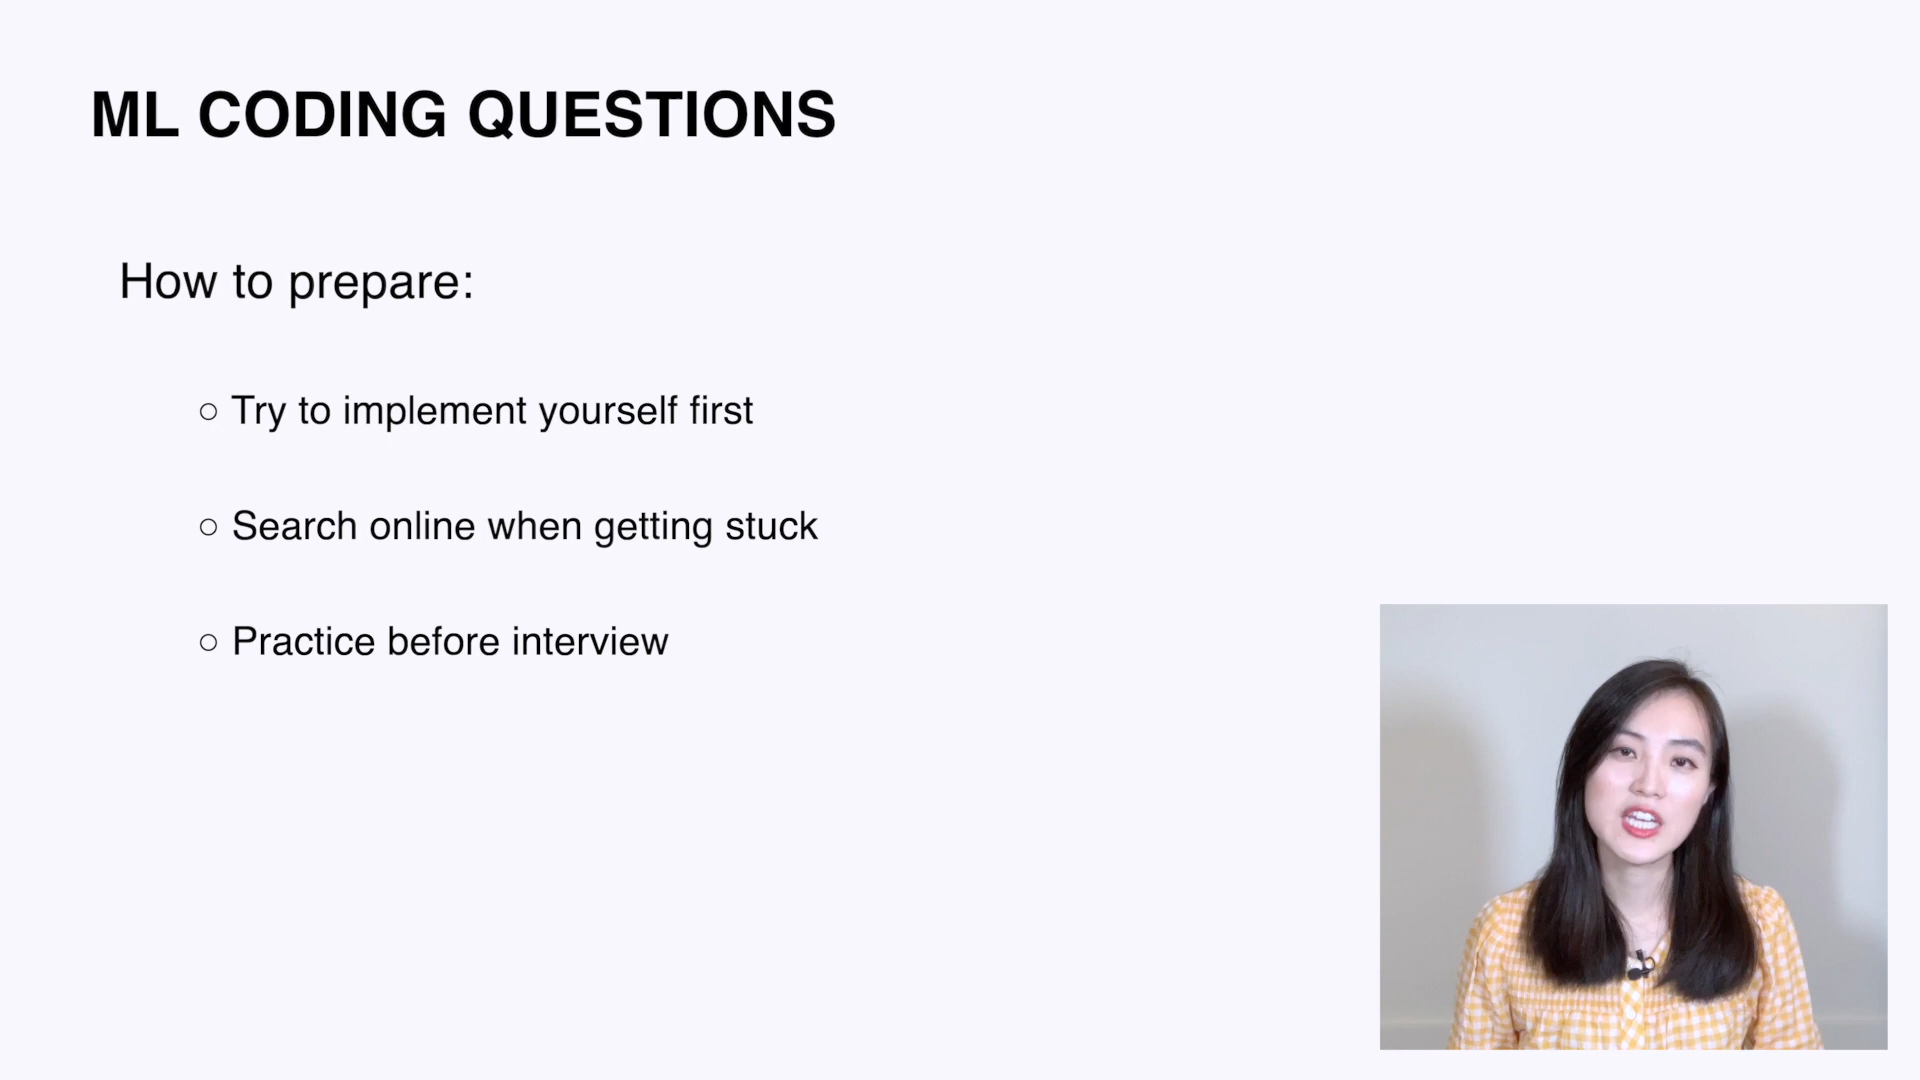 ML CODING QUESTIONS
How to prepare:
○ Try to implement yourself first
○ Search online when getting stuck
○ Practice before interview